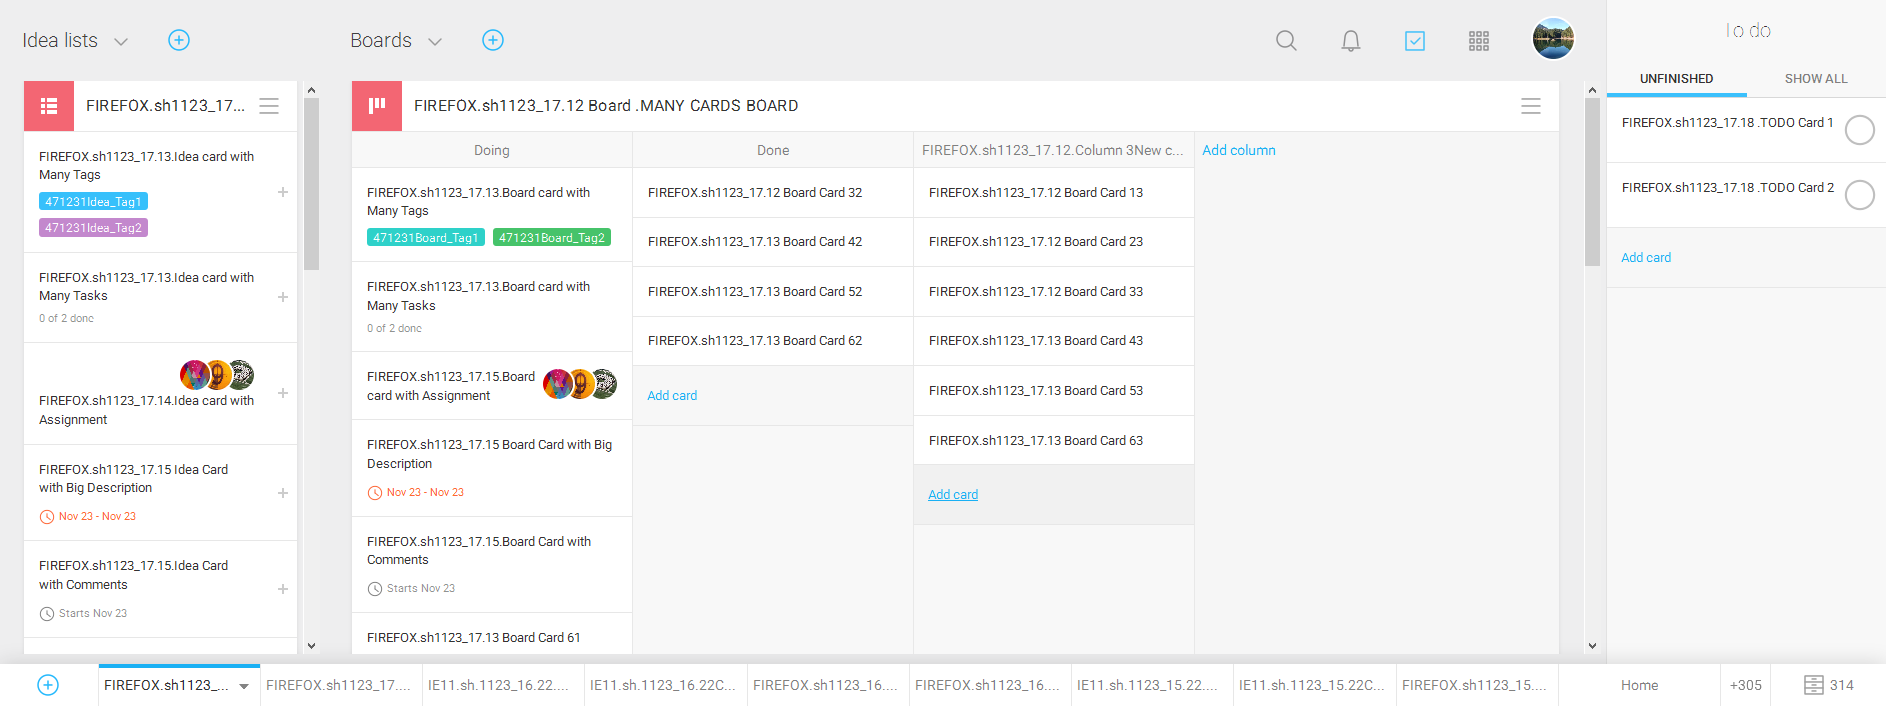 Idea lists
Boards
To do
UNFINISHED
SHOW ALL
FIREFOX.sh1123_17...
FIREFOX.sh1123_17.13.Idea card with
Many Tags
471231Idea_Tag1
471231Idea_Tag2
FIREFOX.sh1123_17.13.Idea card with
Many Tasks
0 of 2 done
FIREFOX.sh1123_17.14.Idea card with
Assignment
FIREFOX.sh1123_17.15 Idea Card
with Big Description
Nov 23 - Nov 23
FIREFOX.sh1123_17.15.Idea Card
with Comments
Starts Nov 23
FIREFOX.sh1123_17.12 Board .MANY CARDS BOARD
Doing
FIREFOX.sh1123_17.13.Board card with
Many Tags
471231Board_Tag1
471231Board_Tag2
FIREFOX.sh1123_17.13.Board card with
Many Tasks
0 of 2 done
FIREFOX.sh1123_17.15.Board
card with Assignment
FIREFOX.sh1123_17.15 Board Card with Big
Description
Nov 23 - Nov 23
FIREFOX.sh1123_17.15.Board Card with
Comments
Starts Nov 23
FIREFOX.sh1123_17.13 Board Card 61
Done
FIREFOX.sh1123_17.12 Board Card 32
FIREFOX.sh1123_17.13 Board Card 42
FIREFOX.sh1123_17.13 Board Card 52
FIREFOX.sh1123_17.13 Board Card 62
Add card
FIREFOX.sh1123_17.12.Column 3New c...
FIREFOX.sh1123_17.12 Board Card 13
FIREFOX.sh1123_17.12 Board Card 23
FIREFOX.sh1123_17.12 Board Card 33
FIREFOX.sh1123_17.13 Board Card 43
FIREFOX.sh1123_17.13 Board Card 53
FIREFOX.sh1123_17.13 Board Card 63
Add card
Add column
FIREFOX.sh1123_17.18 .TODO Card 1
FIREFOX.sh1123_17.18 .TODO Card 2
Add card
FIREFOX.sh1123_...
FIREFOX.sh1123_17....
IE11.sh.1123_16.22....
IE11.sh.1123_16.22C...
FIREFOX.sh1123_16....
FIREFOX.sh1123_16....
IE11.sh.1123_15.22....
IE11.sh.1123_15.22C...
FIREFOX.sh1123_15....
Home
+305
314